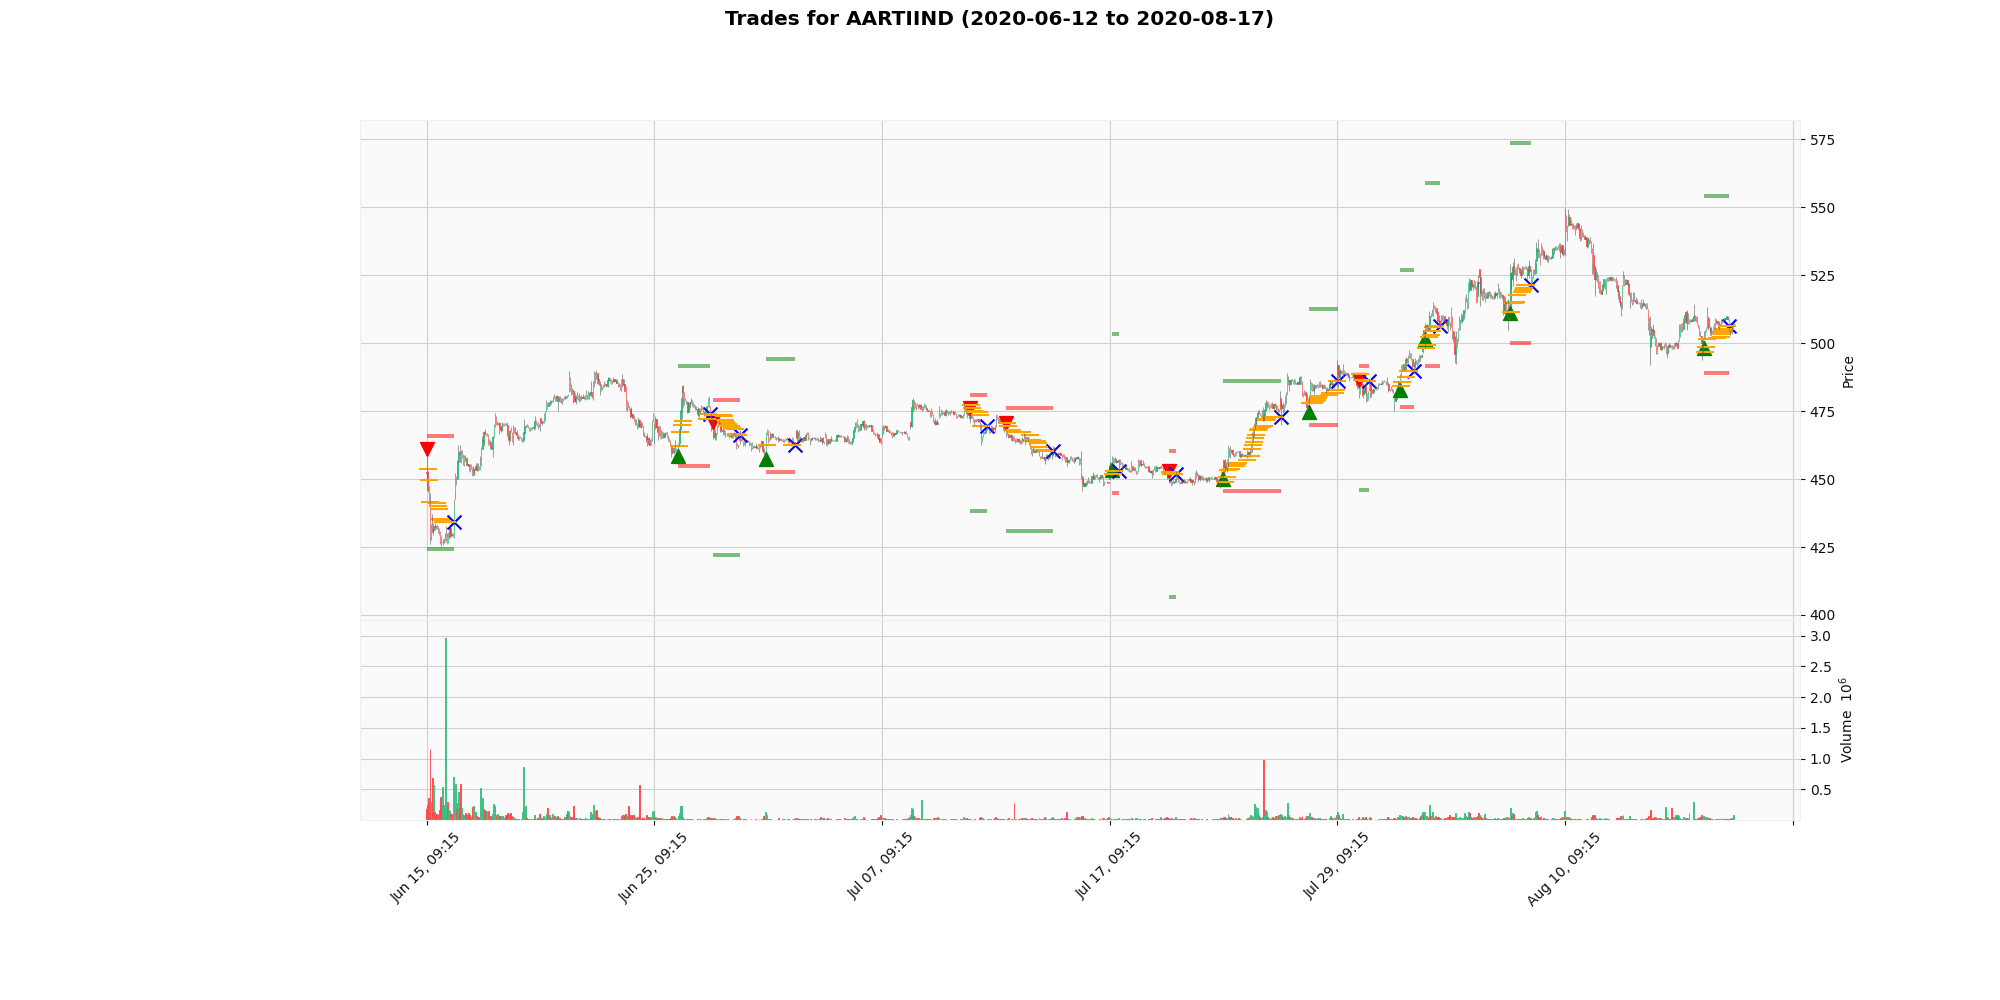 Trades for AARTIIND (2020-06-12 to 2020-08-17)
575
550
525
500
475
450
425
400
Price
3.0
2.5
2.0
1.5
1.0
0.5
Volume 10⁶
Jun 15, 09:15
Jun 25, 09:15
Jul 07, 09:15
Jul 17, 09:15
Jul 29, 09:15
Aug 10, 09:15